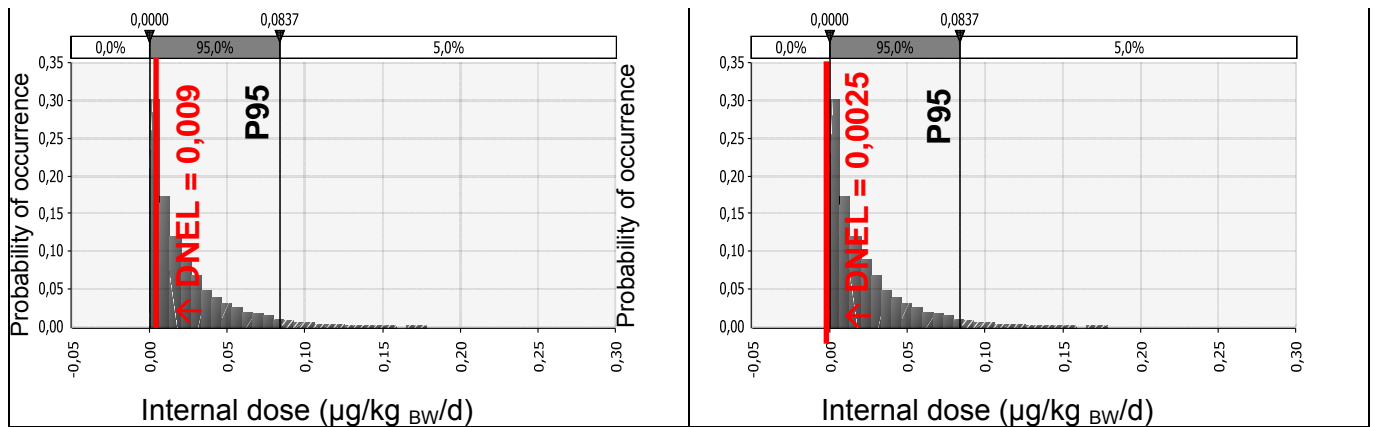 0,0000 0,0837
0,0% 95,0% 5,0%
Probability of occurrence
0,35
0,30
0,25
0,20
0,15
0,10
0,05
0,00
-0,05 0,00 0,05 0,10 0,15 0,20 0,25 0,30
↑ DNEL = 0,009
P95
Internal dose (µg/kg BW/d)
0,0000 0,0837
0,0% 95,0% 5,0%
Probability of occurrence
0,35
0,30
0,25
0,20
0,15
0,10
0,05
0,00
-0,05 0,00 0,05 0,10 0,15 0,20 0,25 0,30
↑ DNEL = 0,0025
P95
Internal dose (µg/kg BW/d)